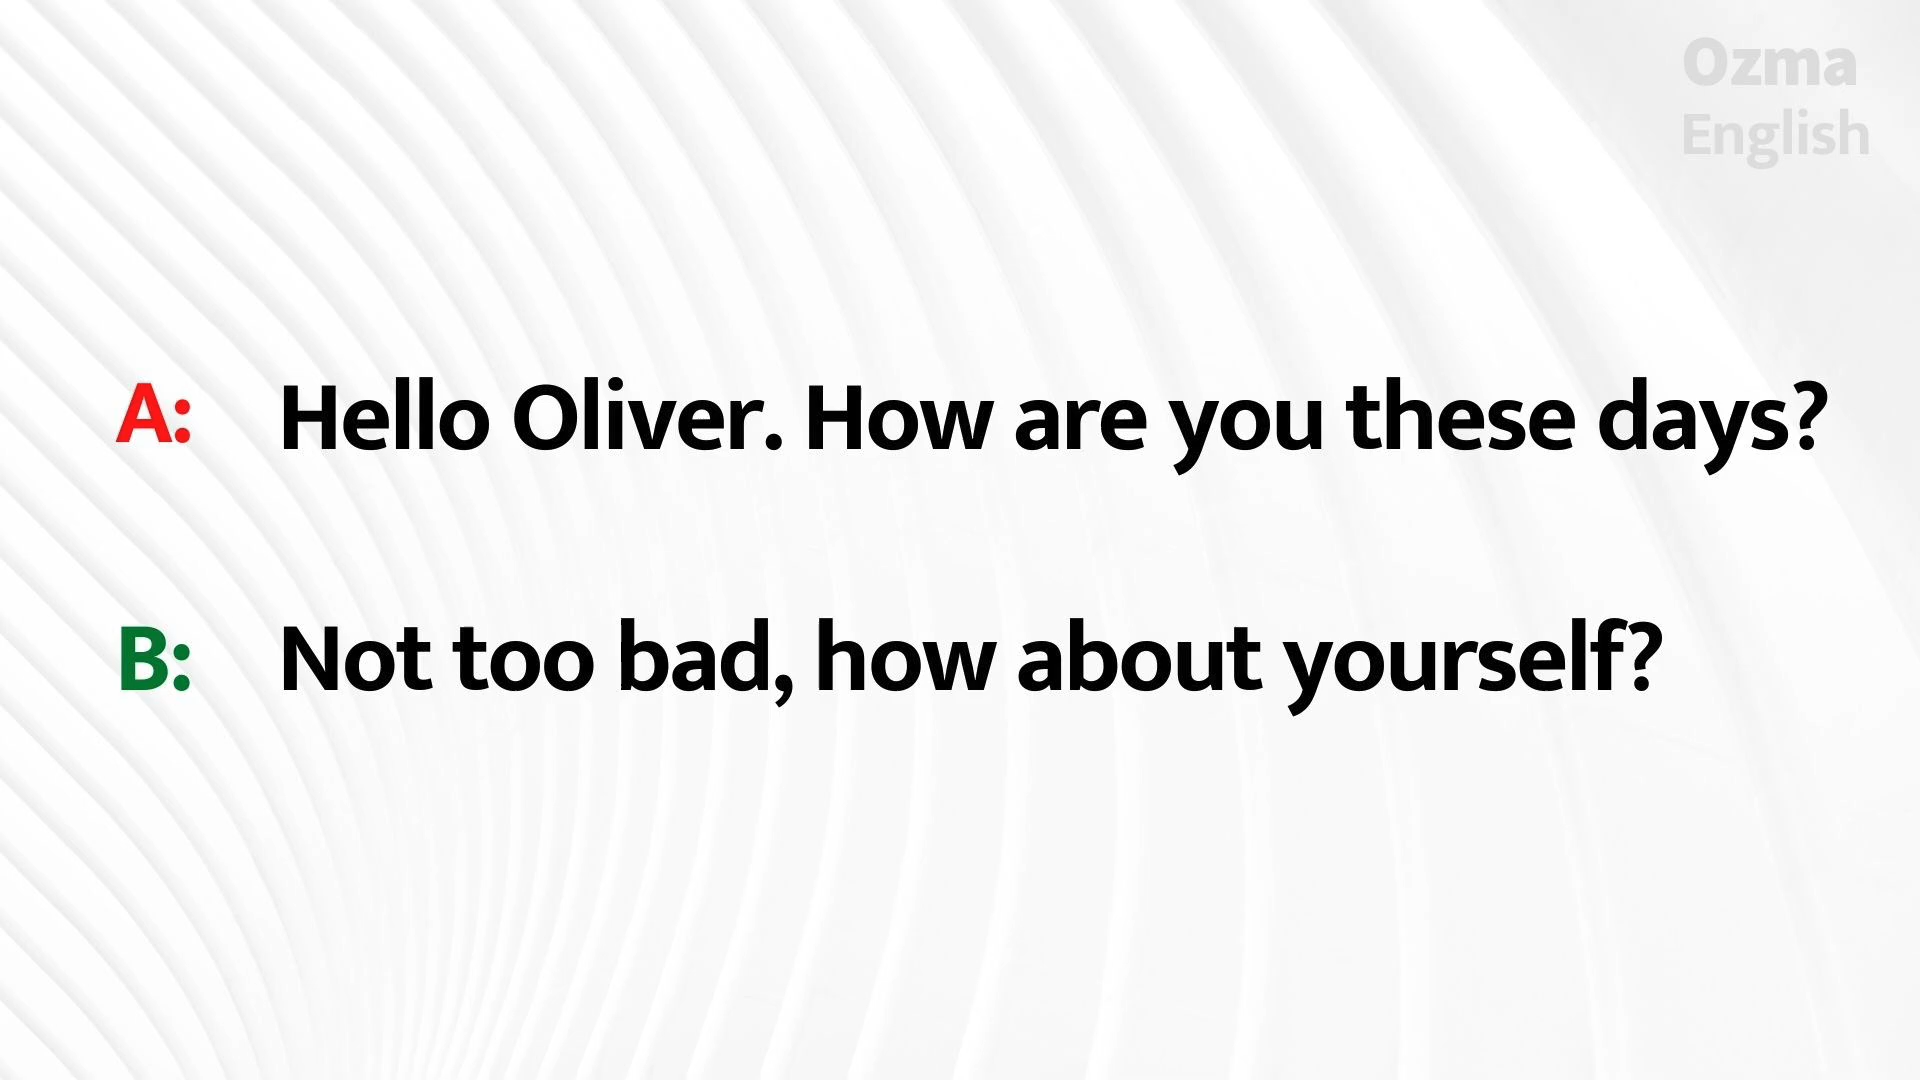 Ozma
English
A: Hello Oliver. How are you these days?
B: Not too bad, how about yourself?